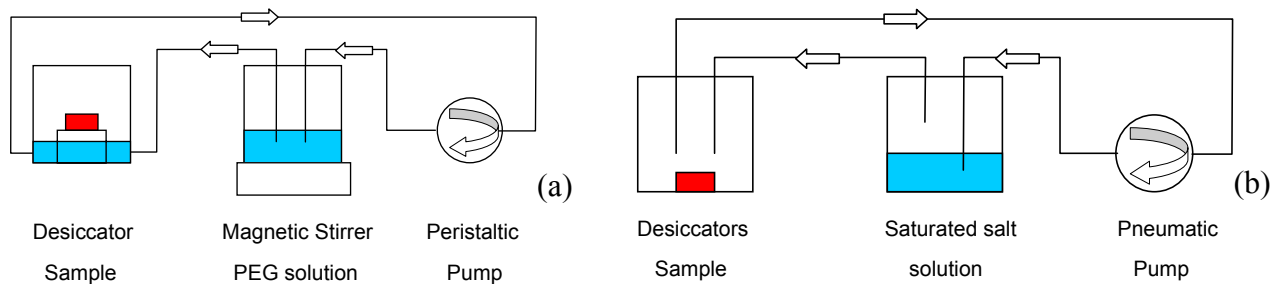 (a)
Desiccator
Sample
Magnetic Stirrer
PEG solution
Peristaltic
Pump
(b)
Desiccators
Sample
Saturated salt
solution
Pneumatic
Pump